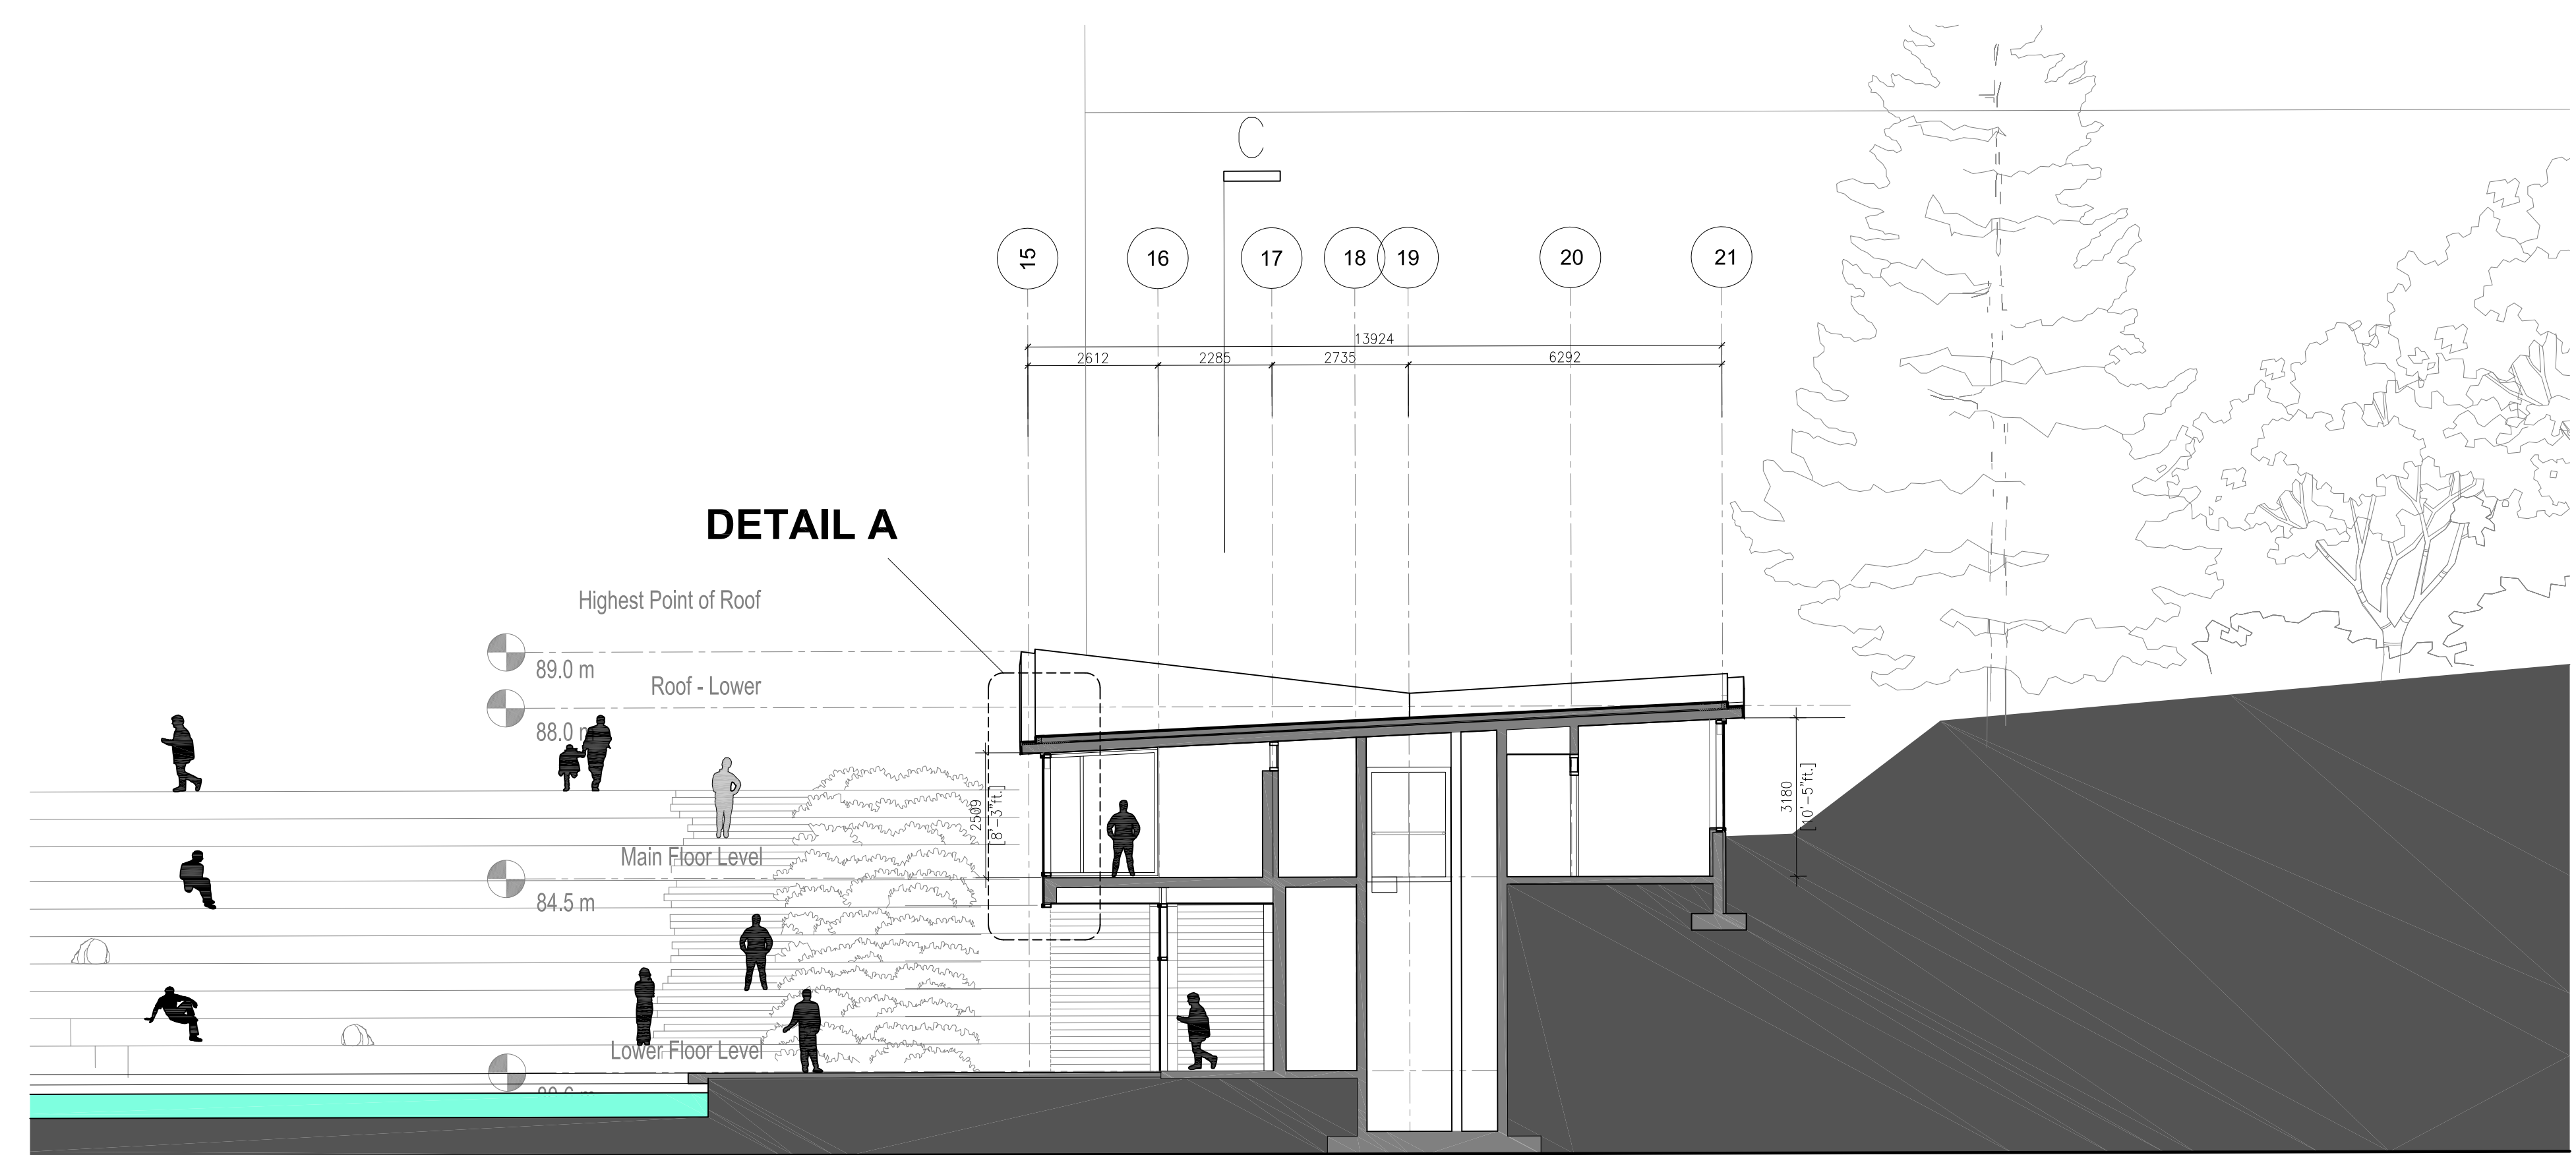 C
15 16 17 18 19 20 21
13924
2612 2285 2735 6292
DETAIL A
Highest Point of Roof
89.0 m
Roof - Lower
88.0 m
2509
[8'-3"ft.]
3180
[10'-5"ft.]
Main Floor Level
84.5 m
Lower Floor Level